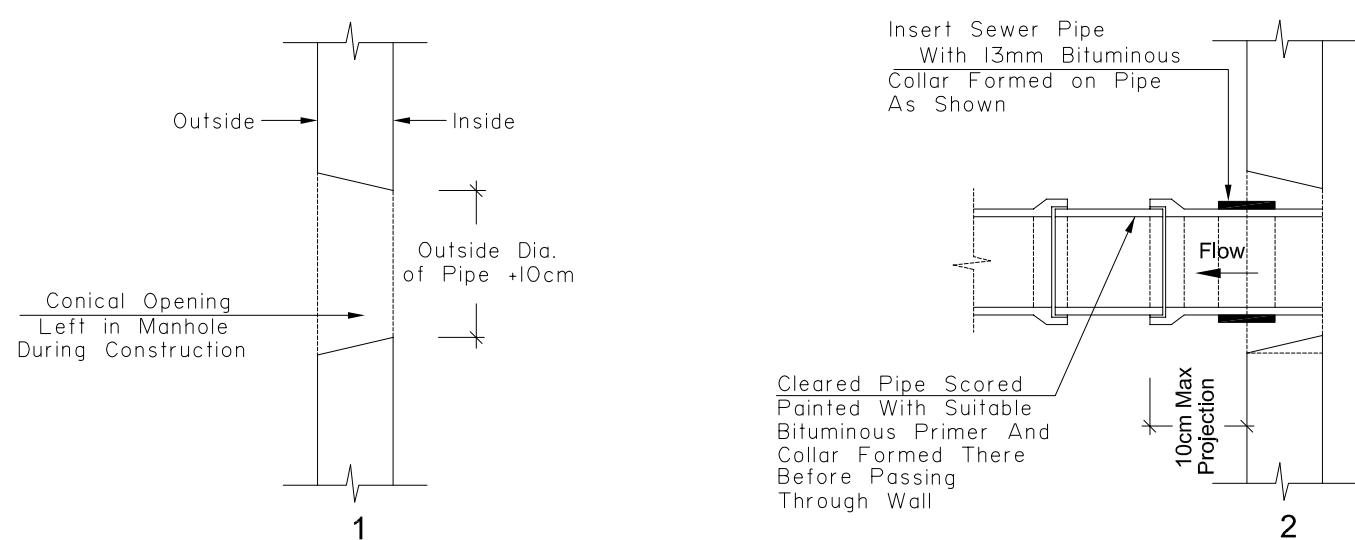 Outside
Inside
Outside Dia.
of Pipe +10cm
Conical Opening
Left in Manhole
During Construction
1
Insert Sewer Pipe
With 13mm Bituminous
Collar Formed on Pipe
As Shown
Flow
Cleared Pipe Scored
Painted With Suitable
Bituminous Primer And
Collar Formed There
Before Passing
Through Wall
10cm Max
Projection
2